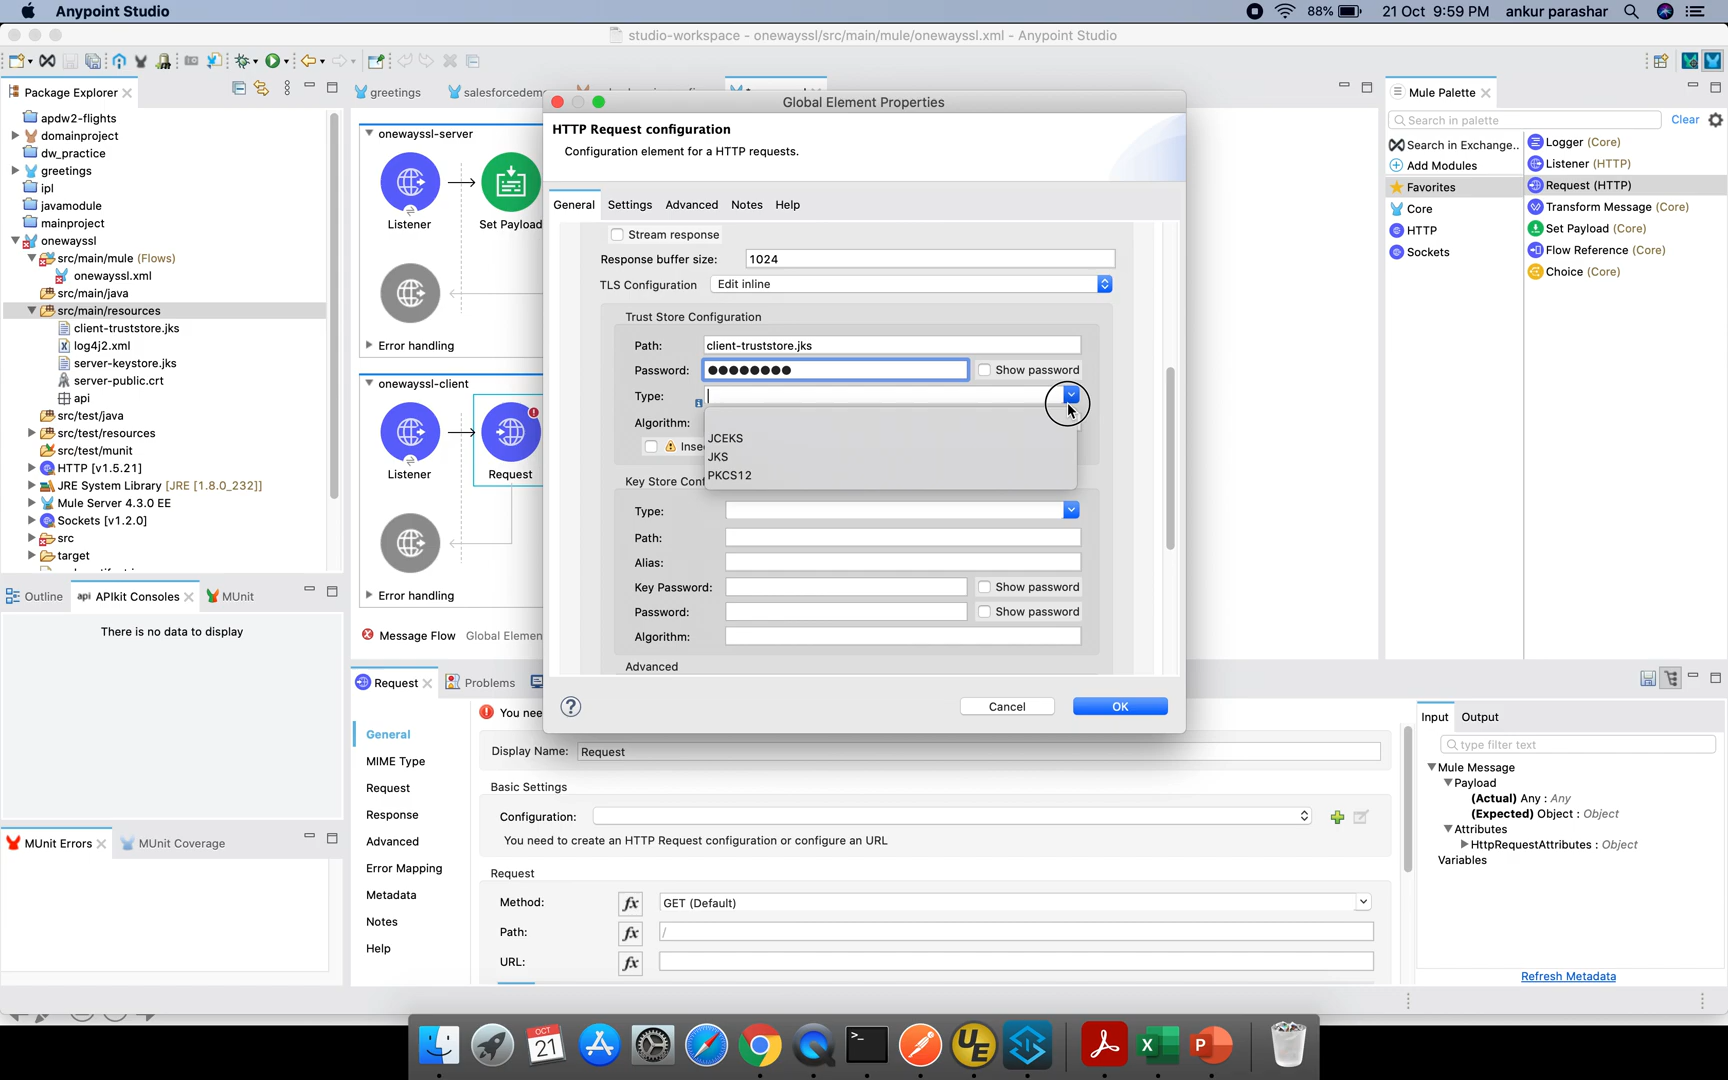 Anypoint Studio
88%
21 Oct 9:59 PM
ankur parashar
studio-workspace - onewayssl/src/main/mule/onewayssl.xml - Anypoint Studio
Package Explorer
apdw2-flights
domainproject
dw_practice
greetings
ipl
javamodule
mainproject
onewayssl
src/main/mule (Flows)
onewayssl.xml
src/main/java
src/main/resources
client-truststore.jks
log4j2.xml
server-keystore.jks
server-public.crt
api
src/test/java
src/test/resources
src/test/munit
HTTP [v1.5.21]
JRE System Library [JRE [1.8.0_232]]
Mule Server 4.3.0 EE
Sockets [v1.2.0]
src
target
Outline
api APIkit Consoles
MUnit
There is no data to display
MUnit Errors
MUnit Coverage
greetings
salesforcedem
onewayssl-server
Listener
Set Payload
Error handling
onewayssl-client
Listener
Request
Error handling
Message Flow
Global Elemen
Global Element Properties
HTTP Request configuration
Configuration element for a HTTP requests.
General
Settings
Advanced
Notes
Help
Stream response
Response buffer size:
1024
TLS Configuration
Edit inline
Trust Store Configuration
Path:
client-truststore.jks
Password:
●●●●●●●●
Show password
Type:
Algorithm:
Inse
JCEKS
JKS
PKCS12
Key Store Conf
Type:
Path:
Alias:
Key Password:
Show password
Password:
Show password
Algorithm:
Advanced
?
Cancel
OK
Mule Palette
Search in palette
Clear
Search in Exchange..
Add Modules
Favorites
Core
HTTP
Sockets
Logger (Core)
Listener (HTTP)
Request (HTTP)
Transform Message (Core)
Set Payload (Core)
Flow Reference (Core)
Choice (Core)
Request
Problems
You nee
General
MIME Type
Request
Response
Advanced
Error Mapping
Metadata
Notes
Help
Display Name:
Request
Basic Settings
Configuration:
You need to create an HTTP Request configuration or configure an URL
Request
Method:
fx
GET (Default)
Path:
fx
/
URL:
fx
Input
Output
type filter text
Mule Message
Payload
(Actual) Any : Any
(Expected) Object : Object
Attributes
HttpRequestAttributes : Object
Variables
Refresh Metadata
OCT
21
>_
UE
X
P